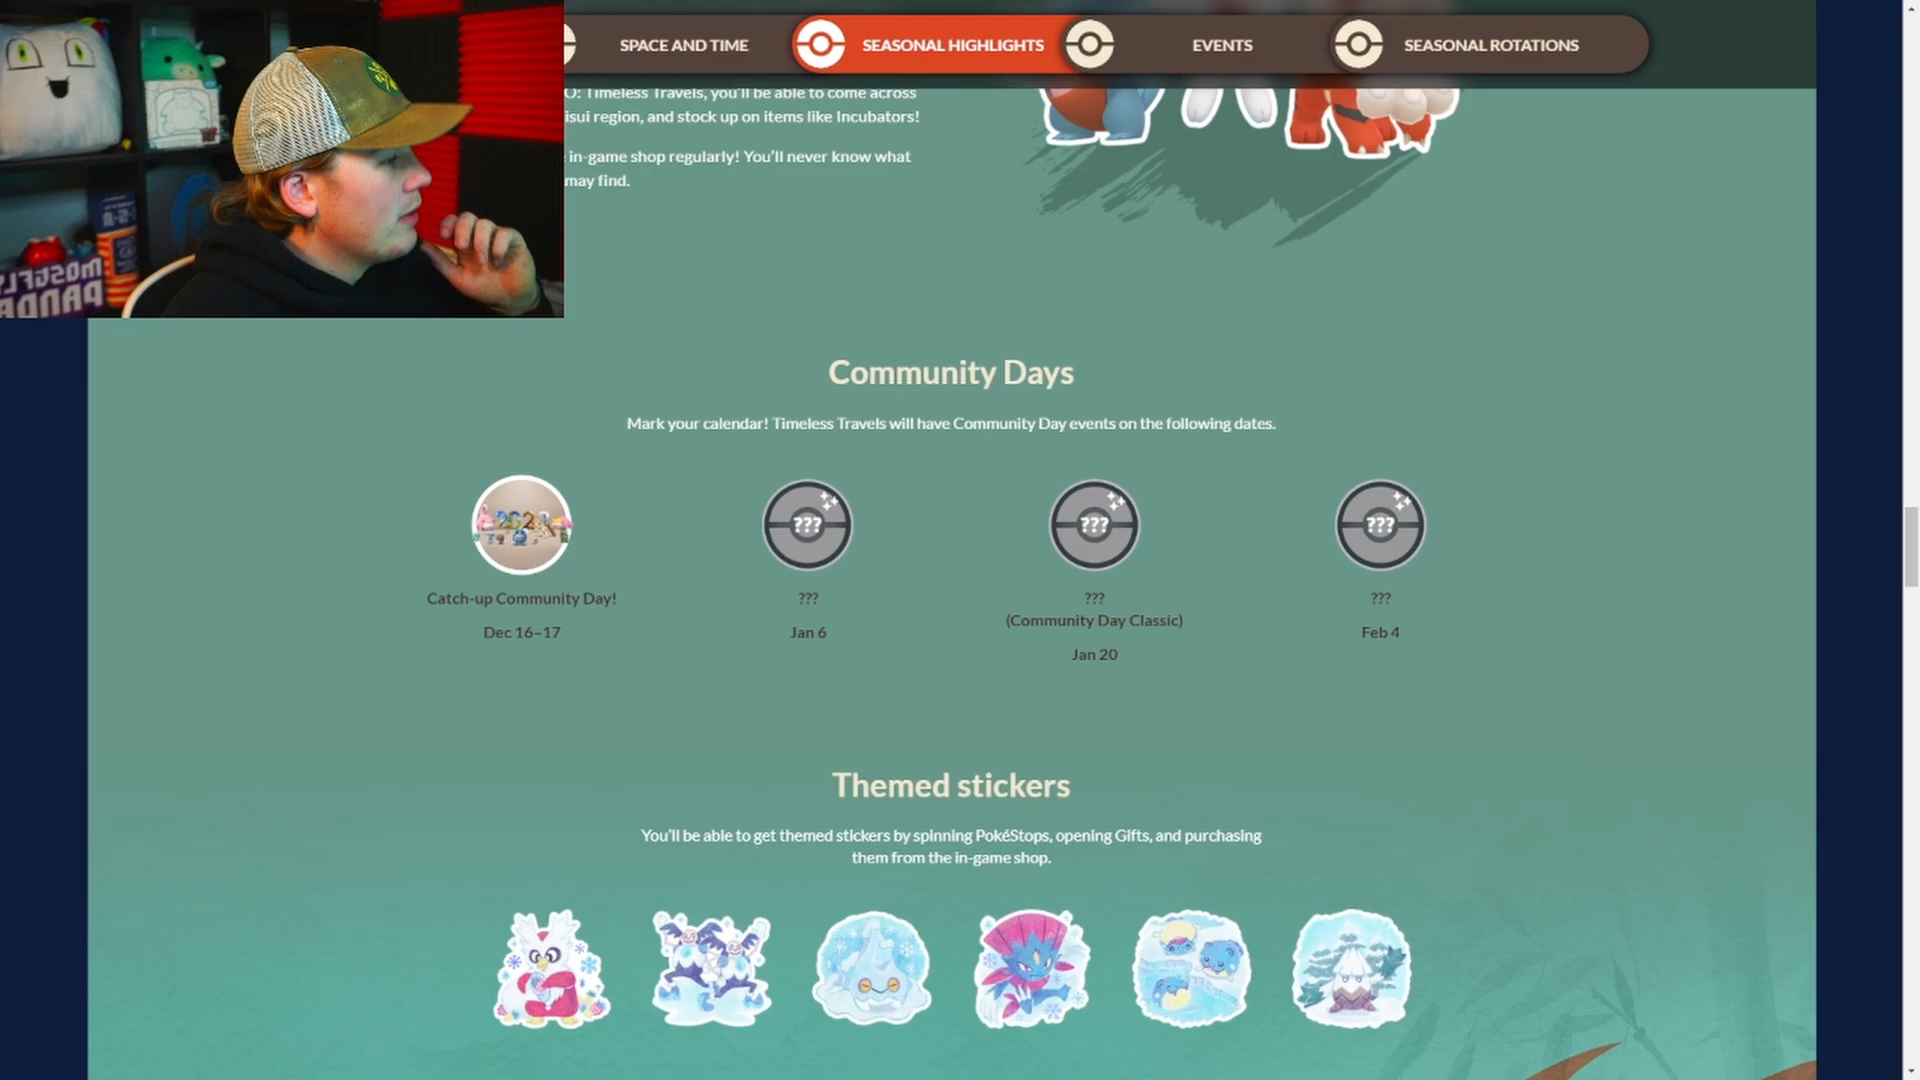 SPACE AND TIME
SEASONAL HIGHLIGHTS
EVENTS
SEASONAL ROTATIONS
O: Timeless Travels, you'll be able to come across
isui region, and stock up on items like Incubators!
in-game shop regularly! You'll never know what
may find.
MOSTLY
PANDA
Community Days
Mark your calendar! Timeless Travels will have Community Day events on the following dates.
???
???
???
Catch-up Community Day!
Dec 16–17
???
Jan 6
???
(Community Day Classic)
Jan 20
???
Feb 4
Themed stickers
You'll be able to get themed stickers by spinning PokéStops, opening Gifts, and purchasing
them from the in-game shop.